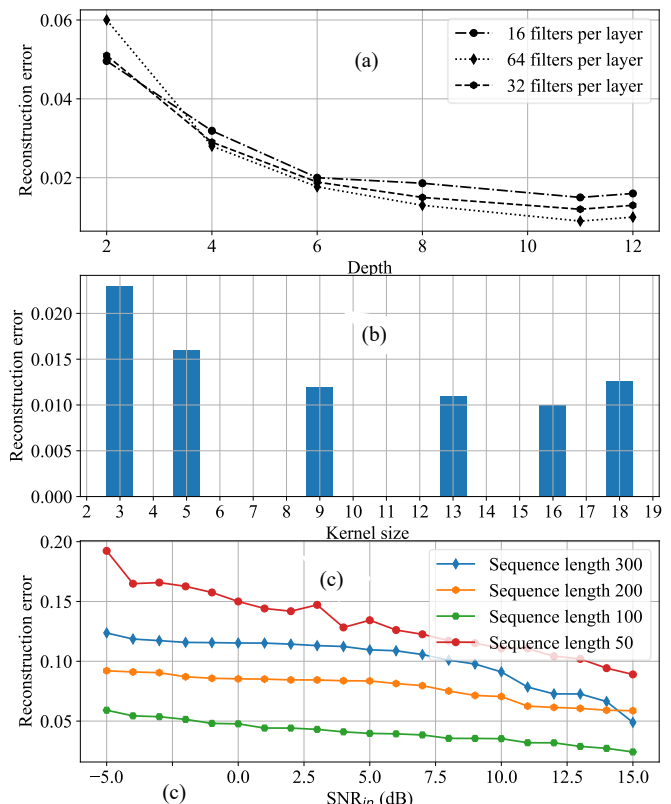 0.06
0.04
0.02
Reconstruction error
(a)
16 filters per layer
64 filters per layer
32 filters per layer
2 4 6 8 10 12
Depth
0.020
0.015
0.010
0.005
0.000
Reconstruction error
(b)
2 3 4 5 6 7 8 9 10 11 12 13 14 15 16 17 18 19
Kernel size
0.20
0.15
0.10
0.05
Reconstruction error
(c)
Sequence length 300
Sequence length 200
Sequence length 100
Sequence length 50
−5.0 −2.5 0.0 2.5 5.0 7.5 10.0 12.5 15.0
SNRin (dB)
(c)